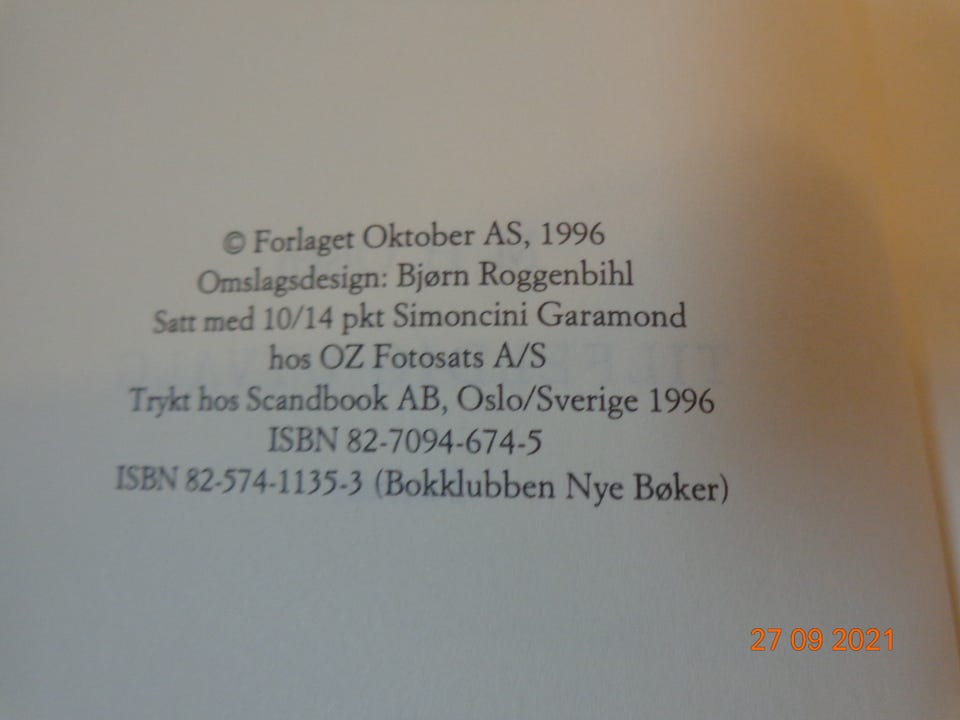 © Forlaget Oktober AS, 1996
Omslagsdesign: Bjørn Roggenbihl
Satt med 10/14 pkt Simoncini Garamond
hos OZ Fotosats A/S
Trykt hos Scandbook AB, Oslo/Sverige 1996
ISBN 82-7094-674-5
ISBN 82-574-1135-3 (Bokklubben Nye Bøker)
27 09 2021